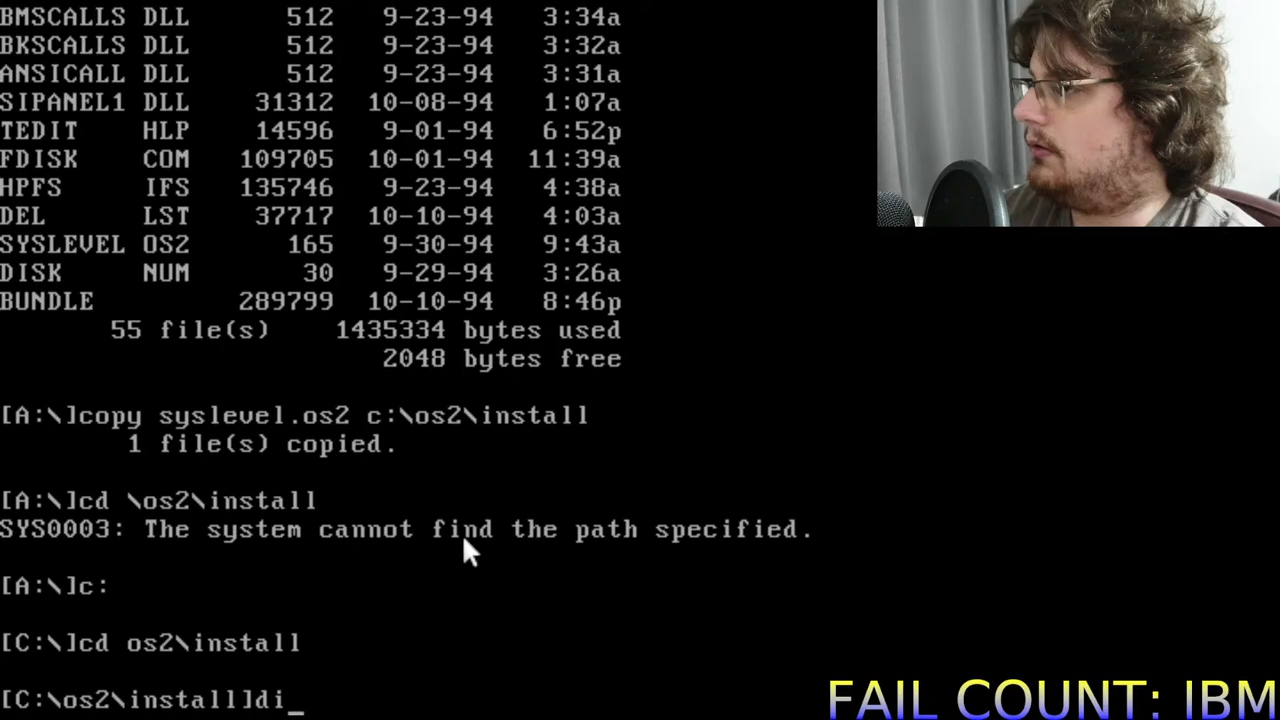 BMSCALLS DLL 512 9-23-94 3:34a
BKSCALLS DLL 512 9-23-94 3:32a
ANSICALL DLL 512 9-23-94 3:31a
SIPANEL1 DLL 31312 10-08-94 1:07a
TEDIT HLP 14596 9-01-94 6:52p
FDISK COM 109705 10-01-94 11:39a
HPFS IFS 135746 9-23-94 4:38a
DEL LST 37717 10-10-94 4:03a
SYSLEVEL OS2 165 9-30-94 9:43a
DISK NUM 30 9-29-94 3:26a
BUNDLE 289799 10-10-94 8:46p
55 file(s) 1435334 bytes used
2048 bytes free
[A:\]copy syslevel.os2 c:\os2\install
1 file(s) copied.
[A:\]cd \os2\install
SYS0003: The system cannot find the path specified.
[A:\]c:
[C:\]cd os2\install
[C:\os2\install]di_
FAIL COUNT: IBM